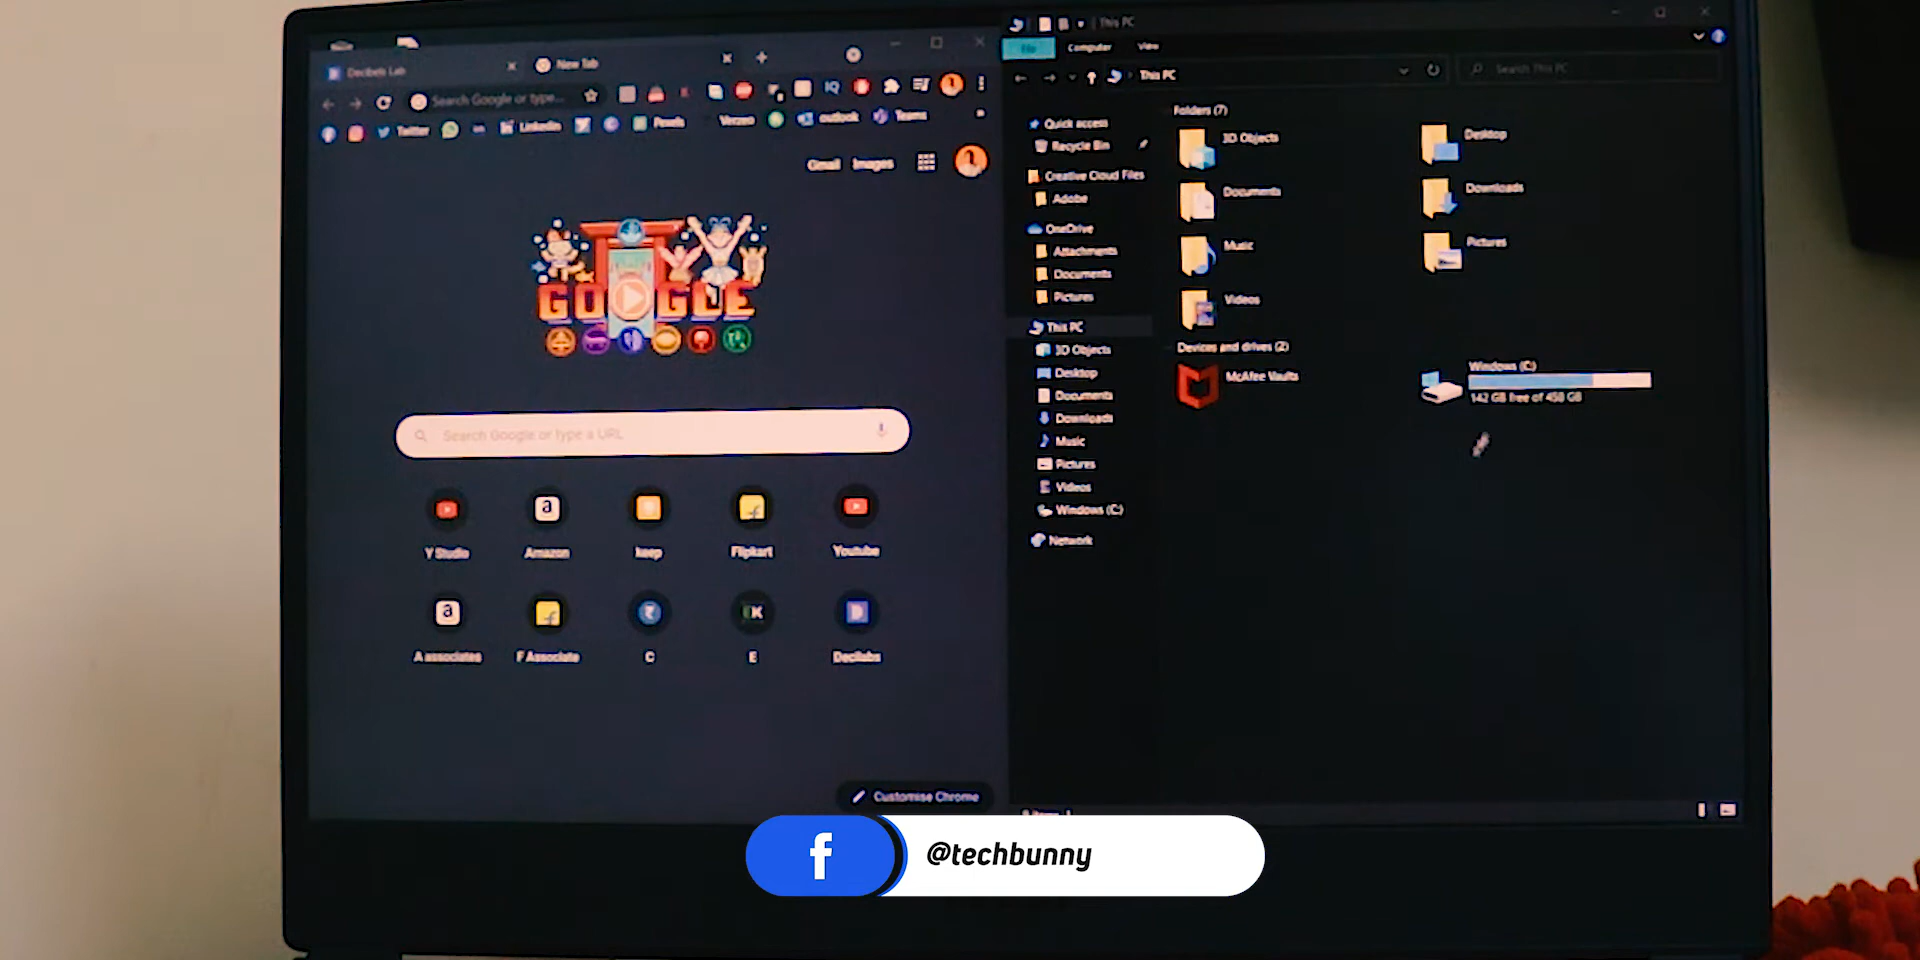 Decibels Lab
New Tab
Search Google or type...
IQ
Twitter
Linkedin
Pexels
Verzeo
outlook
Teams
Gmail
Images
GOOGLE
Search Google or type a URL
Y Studio
Amazon
keep
Flipkart
Youtube
A associates
F Associate
C
E
Decilabs
Customise Chrome
This PC
File
Computer
View
This PC
Search This PC
Quick access
Recycle Bin
Creative Cloud Files
Adobe
OneDrive
Attachments
Documents
Pictures
This PC
3D Objects
Desktop
Documents
Downloads
Music
Pictures
Videos
Windows (C:)
Network
Folders (7)
3D Objects
Desktop
Documents
Downloads
Music
Pictures
Videos
Devices and drives (2)
McAfee Vaults
Windows (C:)
142 GB free of 458 GB
@techbunny